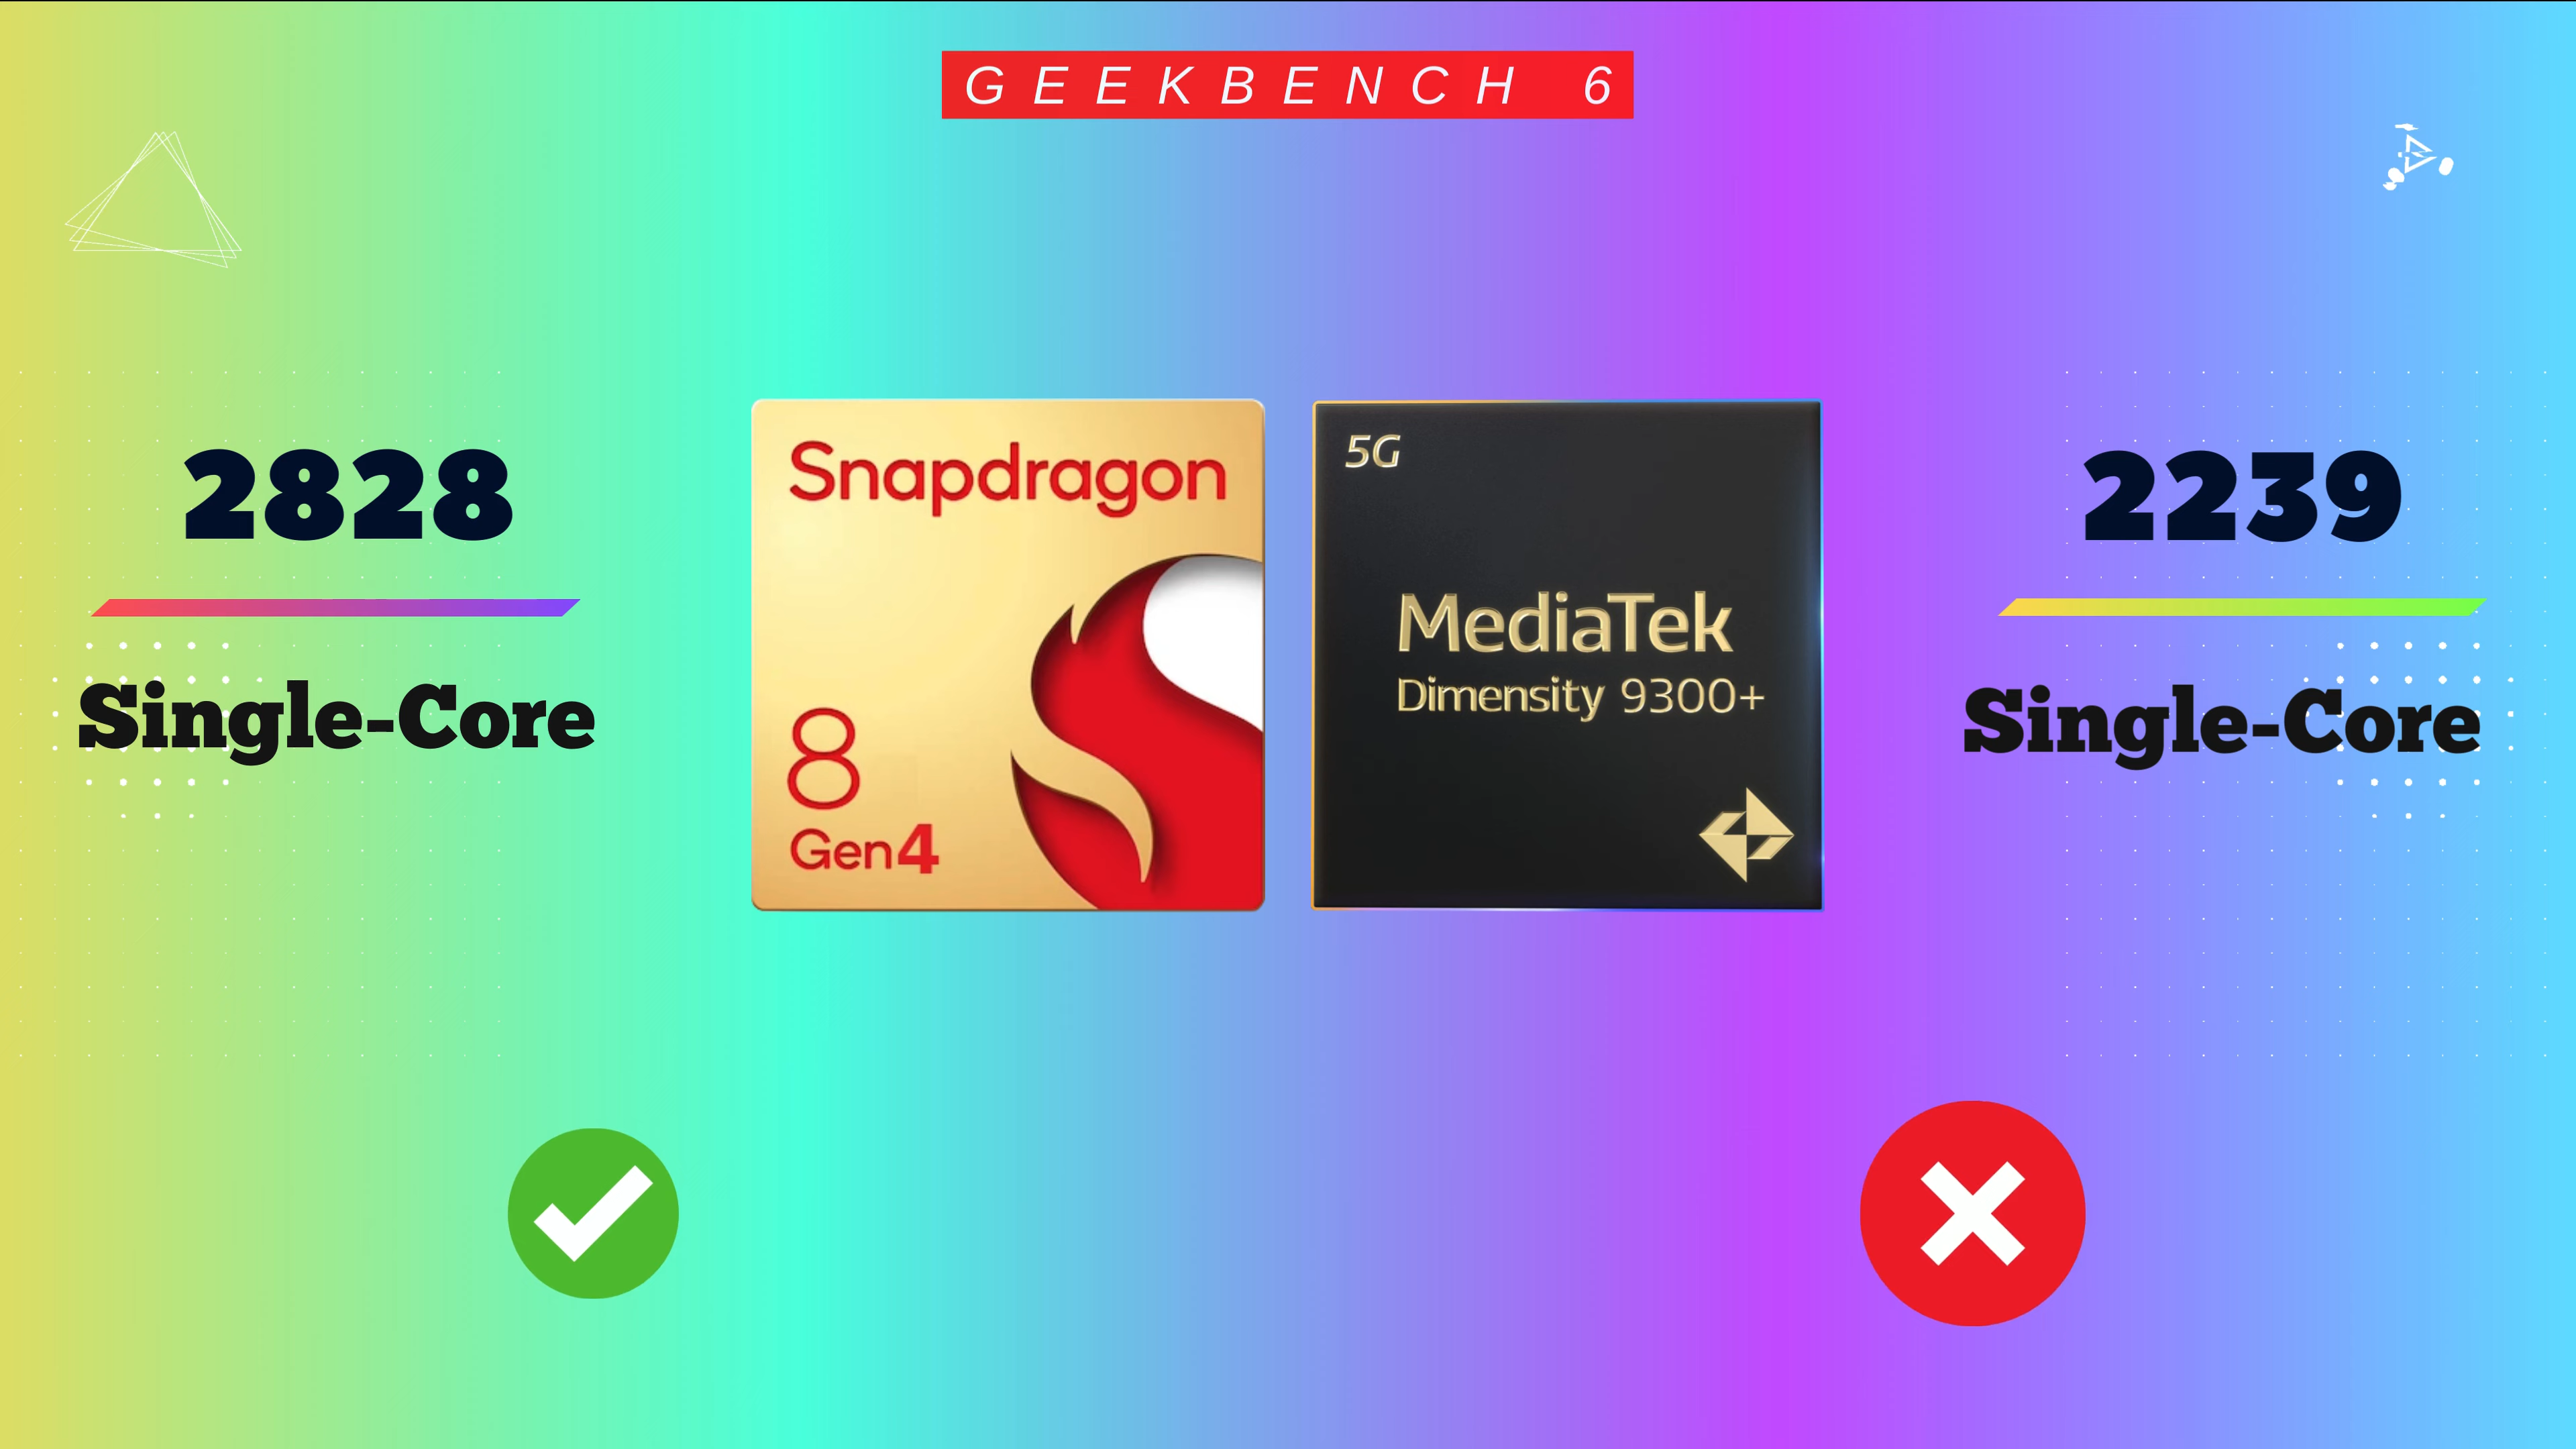 GEEKBENCH 6
2828
Single-Core
Snapdragon
8
Gen4
5G
MediaTek
Dimensity 9300+
2239
Single-Core